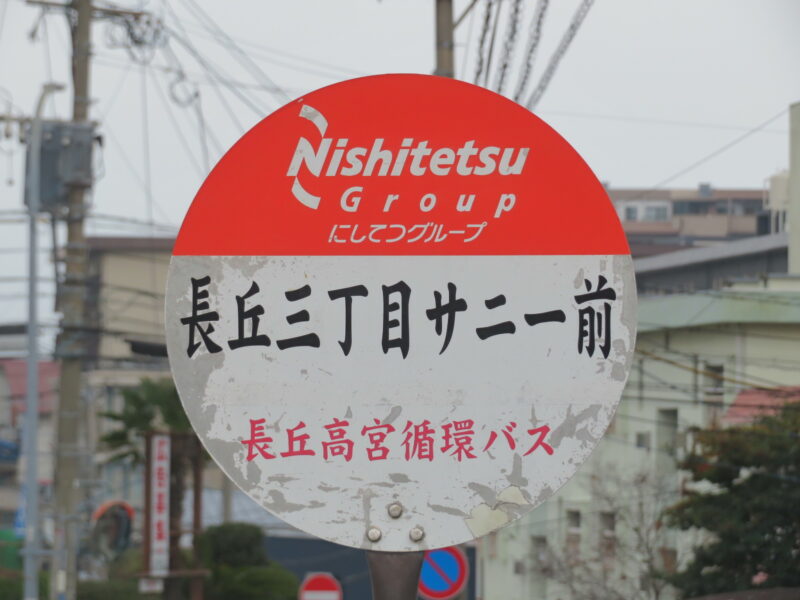 Nishitetsu
Group
にしてつグループ
長丘三丁目サニー前
長丘高宮循環バス